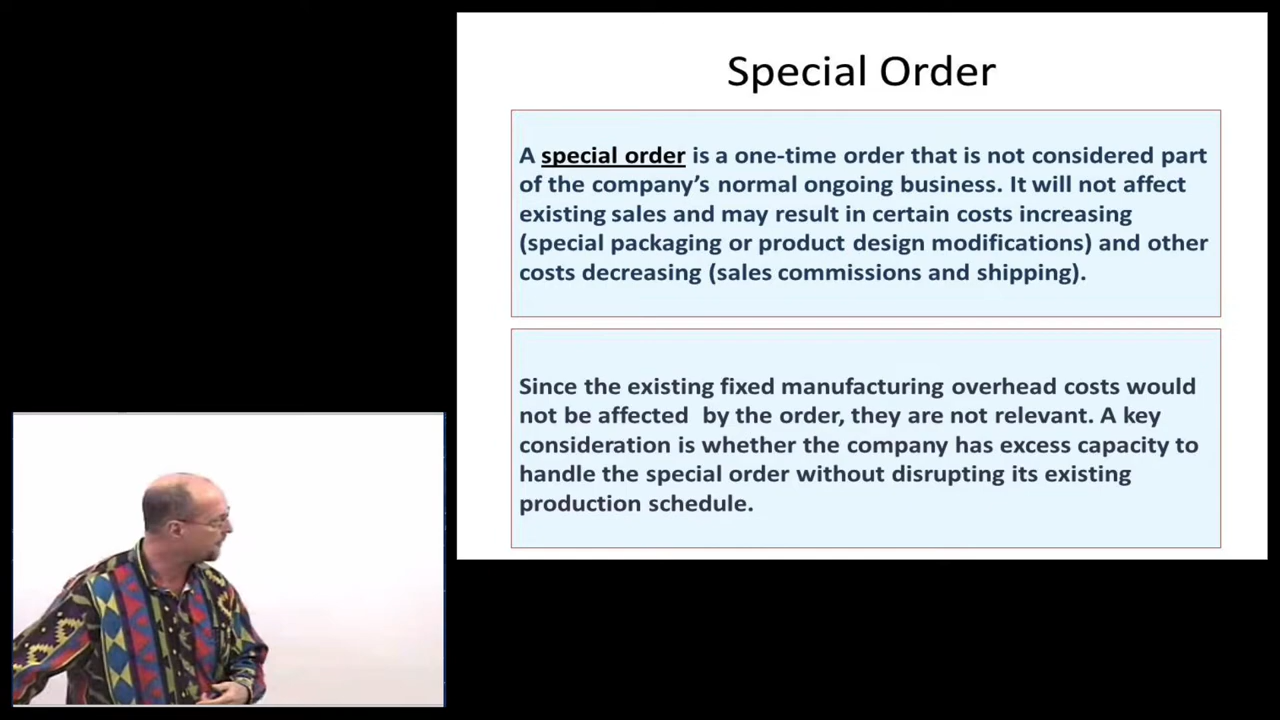 Special Order
A special order is a one-time order that is not considered part
of the company’s normal ongoing business. It will not affect
existing sales and may result in certain costs increasing
(special packaging or product design modifications) and other
costs decreasing (sales commissions and shipping).
Since the existing fixed manufacturing overhead costs would
not be affected  by the order, they are not relevant. A key
consideration is whether the company has excess capacity to
handle the special order without disrupting its existing
production schedule.